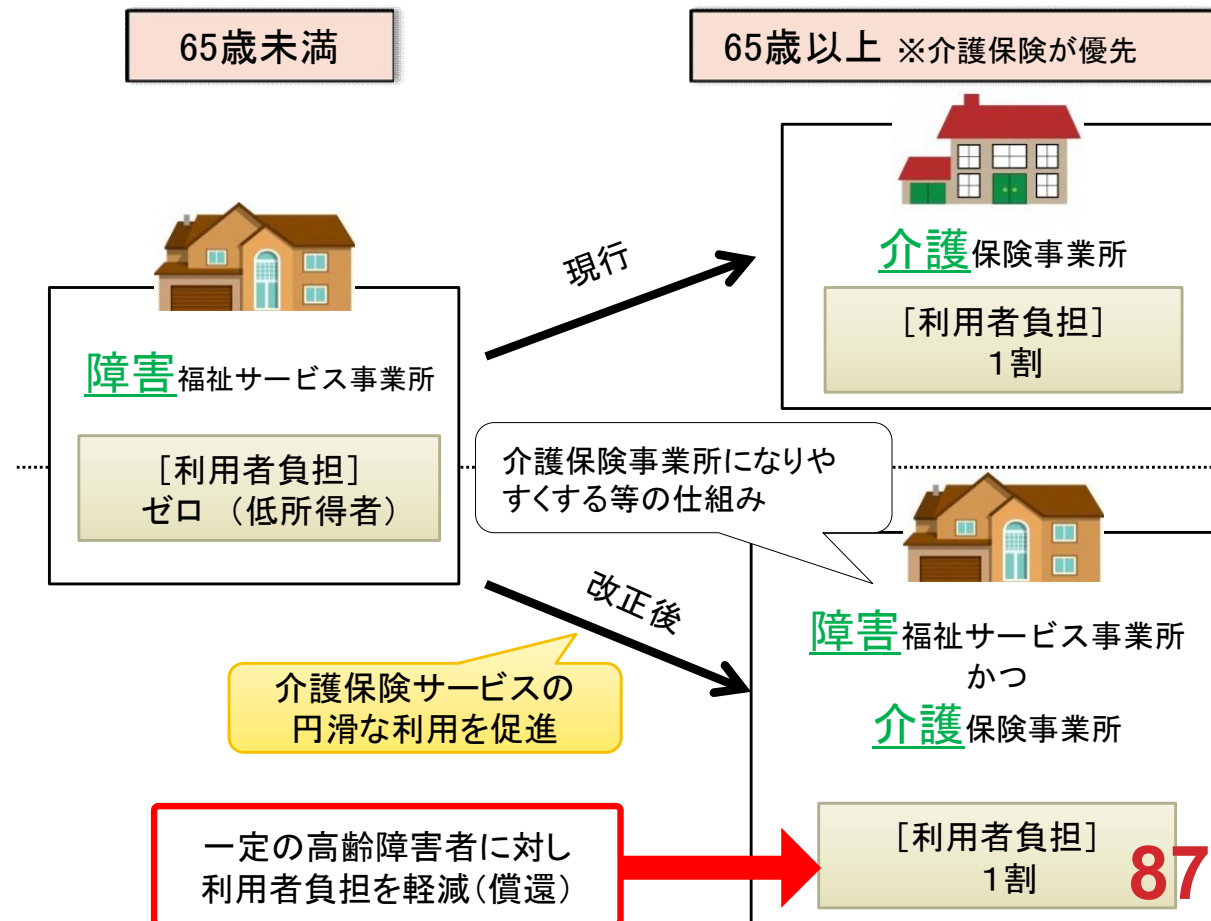 65歳未満
65歳以上 ※介護保険が優先
現行
介護保険事業所
[利用者負担]
1割
障害福祉サービス事業所
[利用者負担]
ゼロ (低所得者)
介護保険事業所になりや
すくする等の仕組み
改正後
介護保険サービスの
円滑な利用を促進
障害福祉サービス事業所
かつ
介護保険事業所
一定の高齢障害者に対し
利用者負担を軽減(償還)
[利用者負担]
1割
87